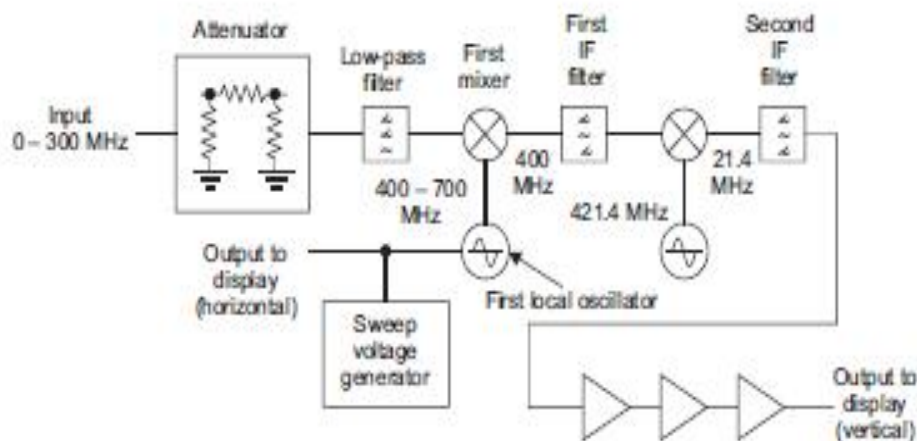 Attenuator
Low-pass
filter
First
mixer
First
IF
filter
Second
IF
filter
Input
0 – 300 MHz
400 – 700
MHz
400
MHz
421.4 MHz
21.4
MHz
Output to
display
(horizontal)
First local oscillator
Sweep
voltage
generator
Output to
display
(vertical)